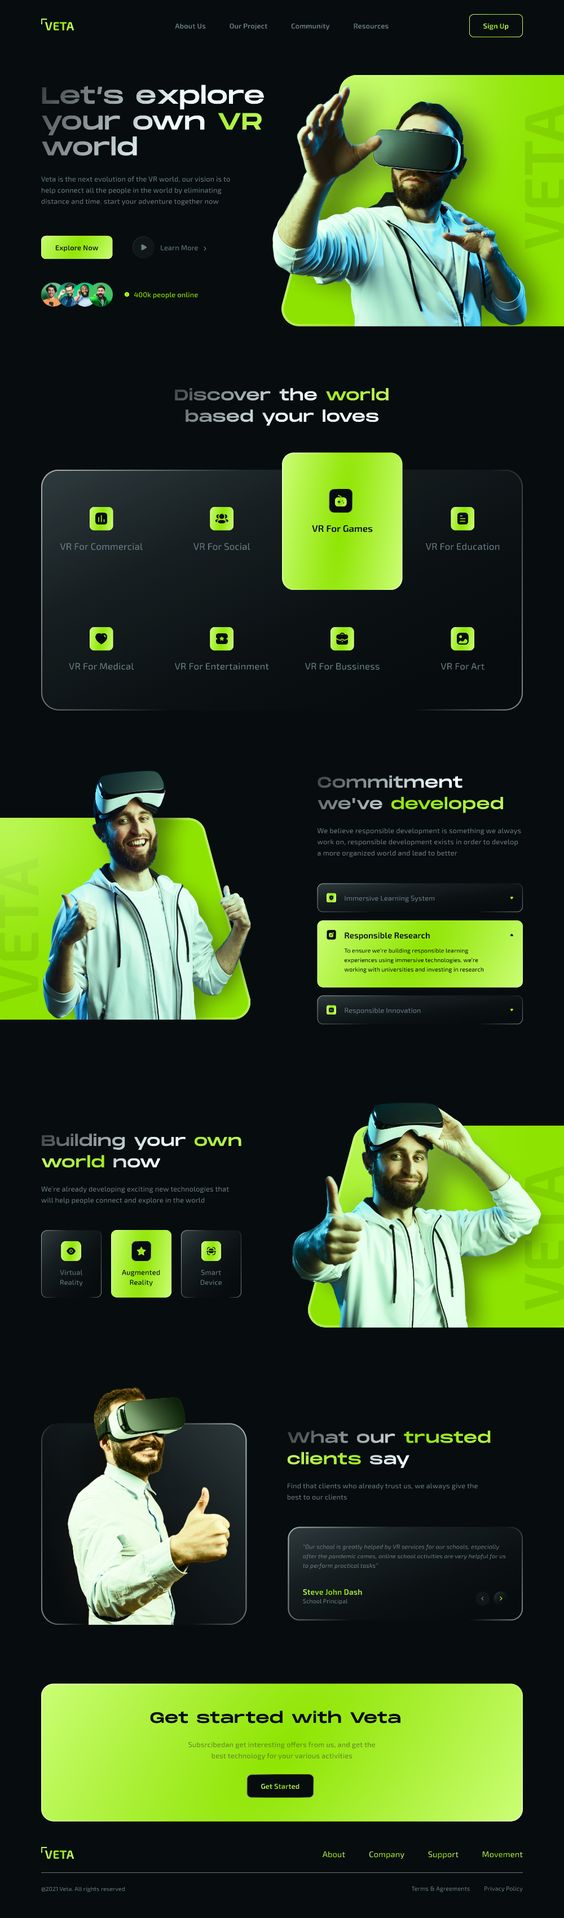 VETA
About Us
Our Project
Community
Resources
Sign Up
Let's explore
your own VR
world
Veta is the next evolution of the VR world, our vision is to
help connect all the people in the world by eliminating
distance and time, start your adventure together now
Explore Now
Learn More
400k people online
VETA
Discover the world
based your loves
VR For Commercial
VR For Social
VR For Games
VR For Education
VR For Medical
VR For Entertainment
VR For Bussiness
VR For Art
VETA
Commitment
we've developed
We believe responsible development is something we always
work on, responsible development exists in order to develop
a more organized world and lead to better
Immersive Learning System
Responsible Research
To ensure we're building responsible learning
experiences using immersive technologies, we're
working with universities and investing in research
Responsible Innovation
Building your own
world now
We're already developing exciting new technologies that
will help people connect and explore in the world
Virtual
Reality
Augmented
Reality
Smart
Device
VETA
What our trusted
clients say
Find that clients who already trust us, we always give the
best to our clients
"Our school is greatly helped by VR services for our schools, especially
after the pandemic comes, online school activities are very helpful for us
to perform practical tasks"
Steve John Dash
School Principal
Get started with Veta
Subsrcibedan get interesting offers from us, and get the
best technology for your various activities
Get Started
VETA
About
Company
Support
Movement
@2021 Veta. All rights reserved
Terms & Agreements
Privacy Policy